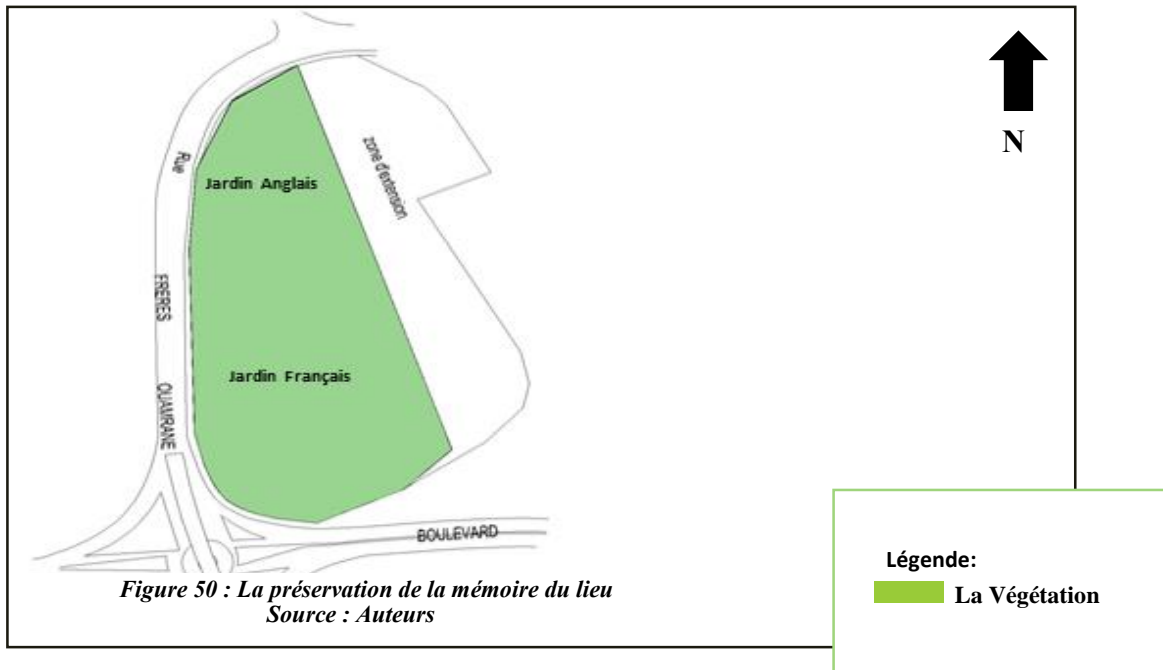 N
Rue
FRERES
OUAMRANE
Jardin Anglais
zone d'extension
Jardin Français
BOULEVARD
Figure 50 : La préservation de la mémoire du lieu
Source : Auteurs
Légende:
La Végétation